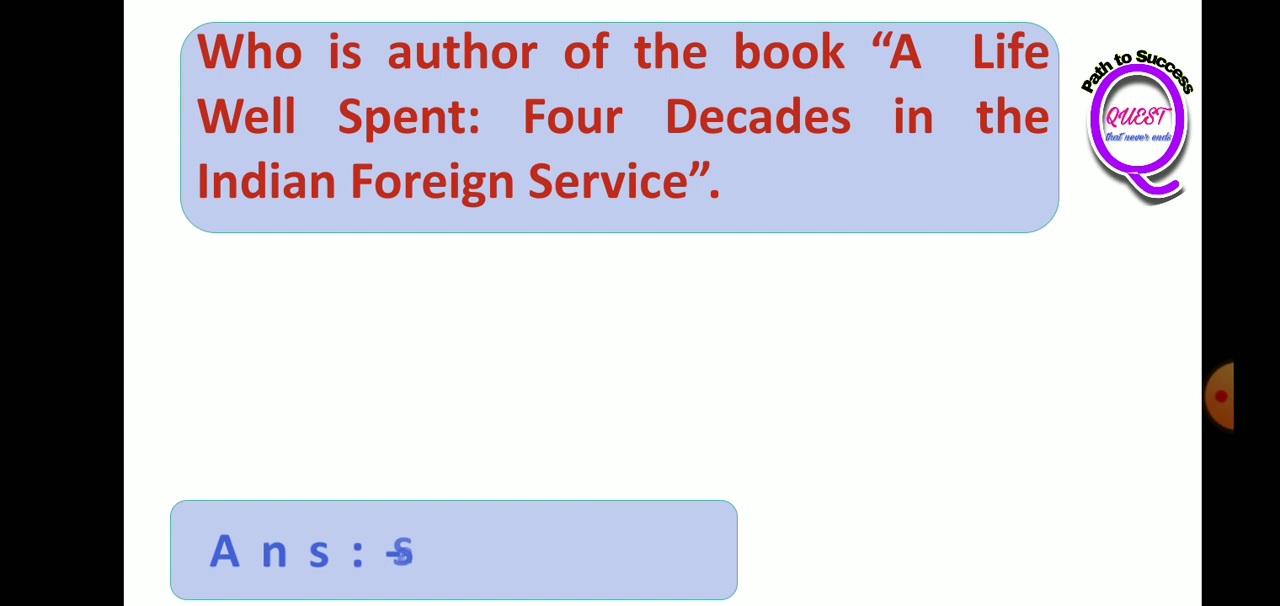 Who is author of the book “A Life
Well Spent: Four Decades in the
Indian Foreign Service”.
Path to Success
QUEST
that never ends
Ans:-